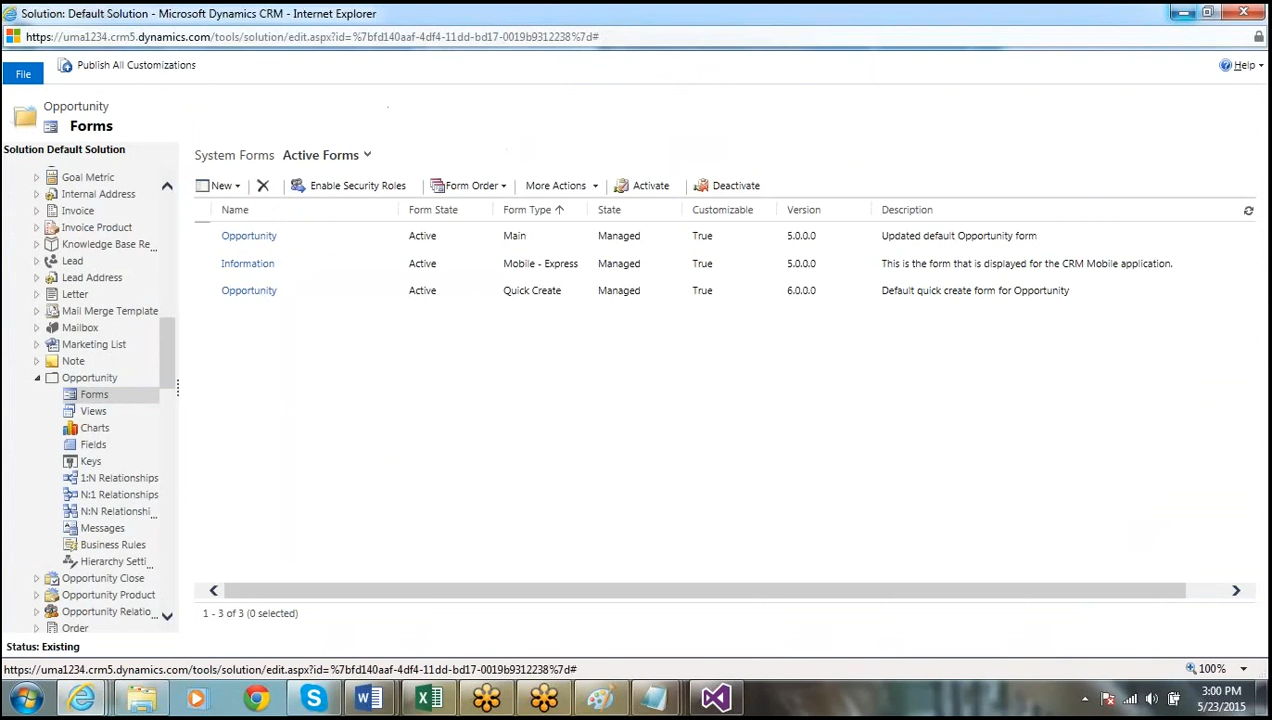 Solution: Default Solution - Microsoft Dynamics CRM - Internet Explorer
https://uma1234.crm5.dynamics.com/tools/solution/edit.aspx?id=%7bfd140aaf-4df4-11dd-bd17-0019b9312238%7d#
File Publish All Customizations Help
Opportunity
Forms
Solution Default Solution
System Forms Active Forms
New Enable Security Roles Form Order More Actions Activate Deactivate
Name Form State Form Type State Customizable Version Description
Opportunity Active Main Managed True 5.0.0.0 Updated default Opportunity form
Information Active Mobile - Express Managed True 5.0.0.0 This is the form that is displayed for the CRM Mobile application.
Opportunity Active Quick Create Managed True 6.0.0.0 Default quick create form for Opportunity
Goal Metric
Internal Address
Invoice
Invoice Product
Knowledge Base Re...
Lead
Lead Address
Letter
Mail Merge Template
Mailbox
Marketing List
Note
Opportunity
Forms
Views
Charts
Fields
Keys
1:N Relationships
N:1 Relationships
N:N Relationshi...
Messages
Business Rules
Hierarchy Setti...
Opportunity Close
Opportunity Product
Opportunity Relatio...
Order
1 - 3 of 3 (0 selected)
Status: Existing
https://uma1234.crm5.dynamics.com/tools/solution/edit.aspx?id=%7bfd140aaf-4df4-11dd-bd17-0019b9312238%7d#
100%
3:00 PM
5/23/2015